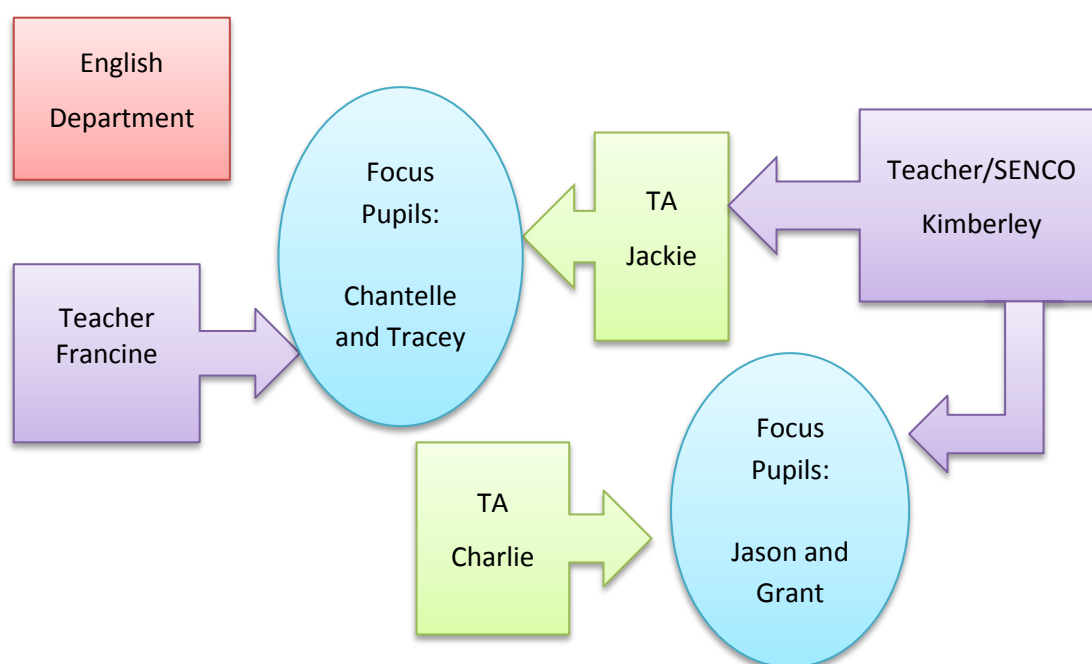 English
Department
Focus
Pupils:
Chantelle
and Tracey
TA
Jackie
Teacher/SENCO
Kimberley
Teacher
Francine
TA
Charlie
Focus
Pupils:
Jason and
Grant